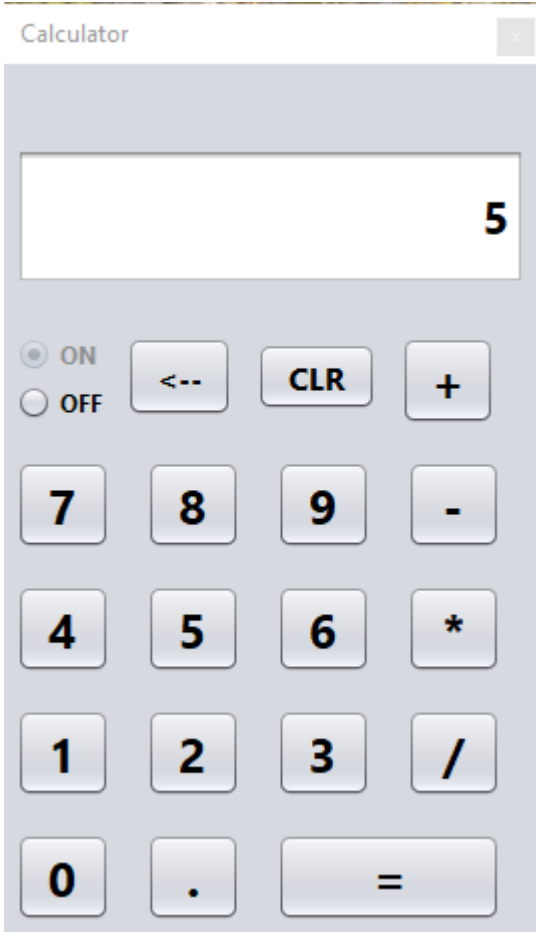 Calculator x
5
ON
OFF
<-- CLR +
7 8 9 -
4 5 6 *
1 2 3 /
0 . =